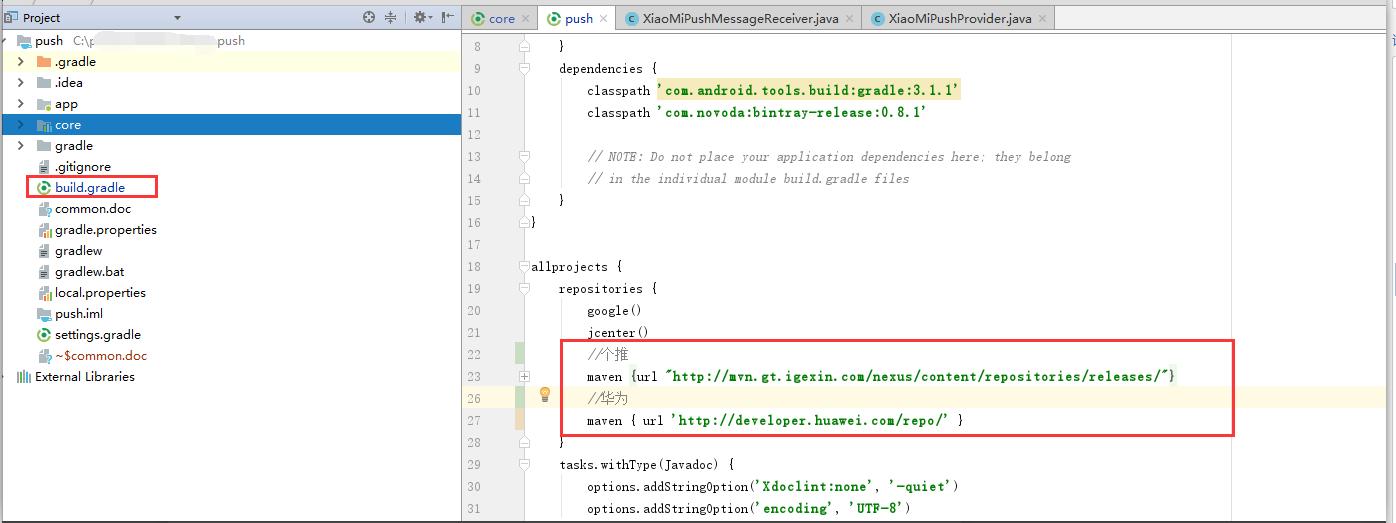 Project
push C:\p push
.gradle
.idea
app
core
gradle
.gitignore
build.gradle
common.doc
gradle.properties
gradlew
gradlew.bat
local.properties
push.iml
settings.gradle
~$common.doc
External Libraries
core push XiaoMiPushMessageReceiver.java XiaoMiPushProvider.java
8 }
9 dependencies {
10 classpath 'com.android.tools.build:gradle:3.1.1'
11 classpath 'com.novoda:bintray-release:0.8.1'
12
13 // NOTE: Do not place your application dependencies here; they belong
14 // in the individual module build.gradle files
15 }
16 }
17
18 allprojects {
19 repositories {
20 google()
21 jcenter()
22 //个推
23 maven {url "http://mvn.gt.igexin.com/nexus/content/repositories/releases/"}
26 //华为
27 maven { url 'http://developer.huawei.com/repo/' }
28 }
29 tasks.withType(Javadoc) {
30 options.addStringOption('Xdoclint:none', '-quiet')
31 options.addStringOption('encoding', 'UTF-8')